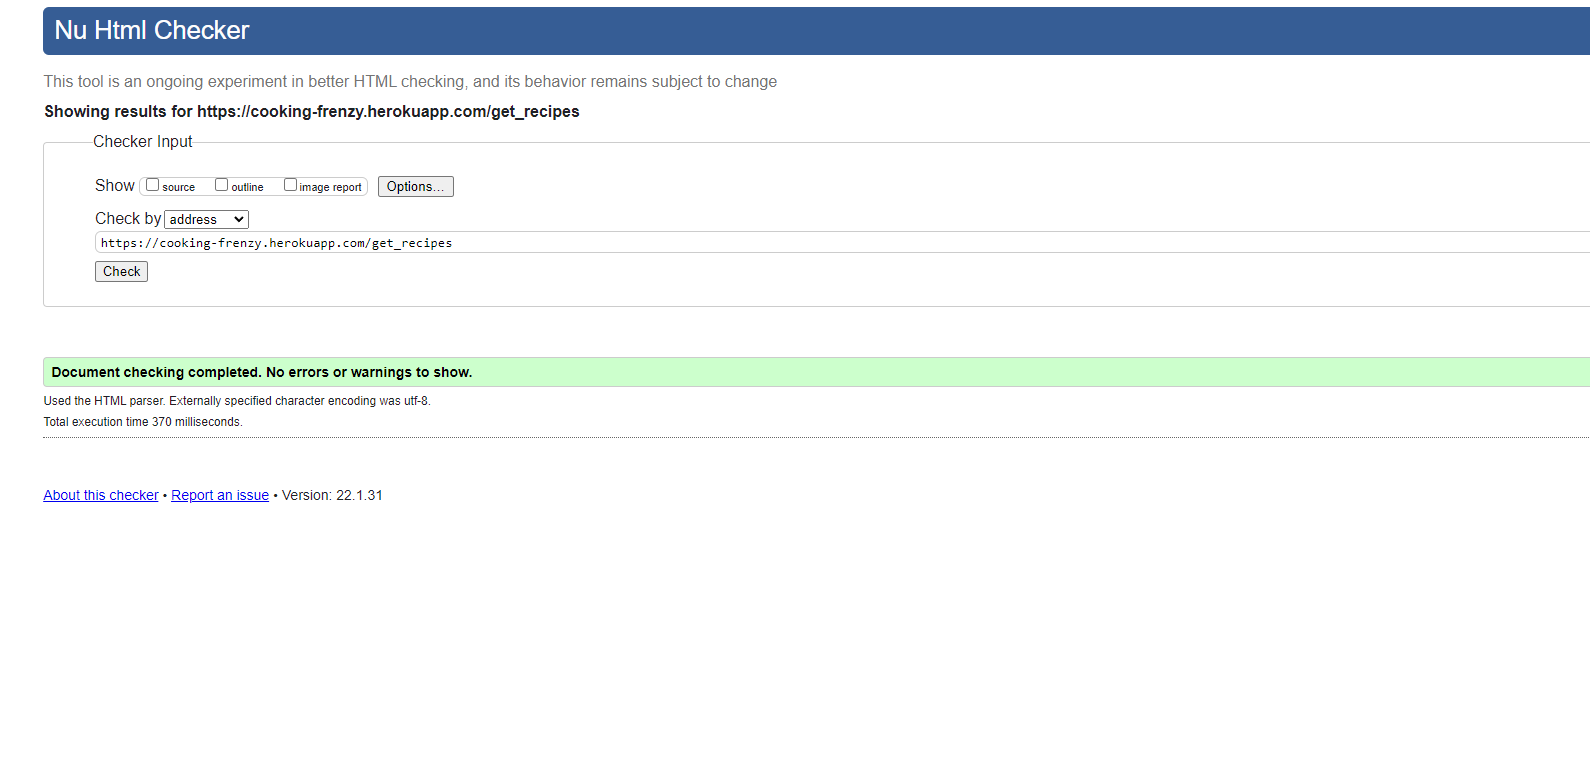 Nu Html Checker
This tool is an ongoing experiment in better HTML checking, and its behavior remains subject to change
Showing results for https://cooking-frenzy.herokuapp.com/get_recipes
Checker Input
Show source outline image report Options...
Check by address
https://cooking-frenzy.herokuapp.com/get_recipes
Check
Document checking completed. No errors or warnings to show.
Used the HTML parser. Externally specified character encoding was utf-8.
Total execution time 370 milliseconds.
About this checker • Report an issue • Version: 22.1.31